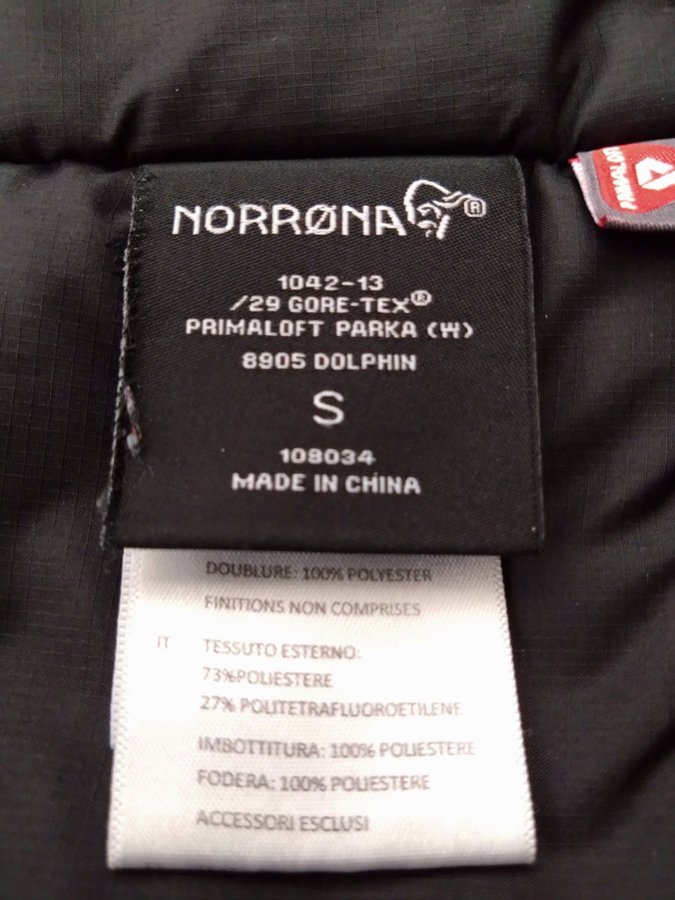 NORRØNA®
PRIMALOFT
1042-13
/29 GORE-TEX®
PRIMALOFT PARKA (W)
8905 DOLPHIN
S
108034
MADE IN CHINA
DOUBLURE: 100% POLYESTER
FINITIONS NON COMPRISES
IT TESSUTO ESTERNO:
73%POLIESTERE
27% POLITETRAFLUOROETILENE
IMBOTTITURA: 100% POLIESTERE
FODERA: 100% POLIESTERE
ACCESSORI ESCLUSI